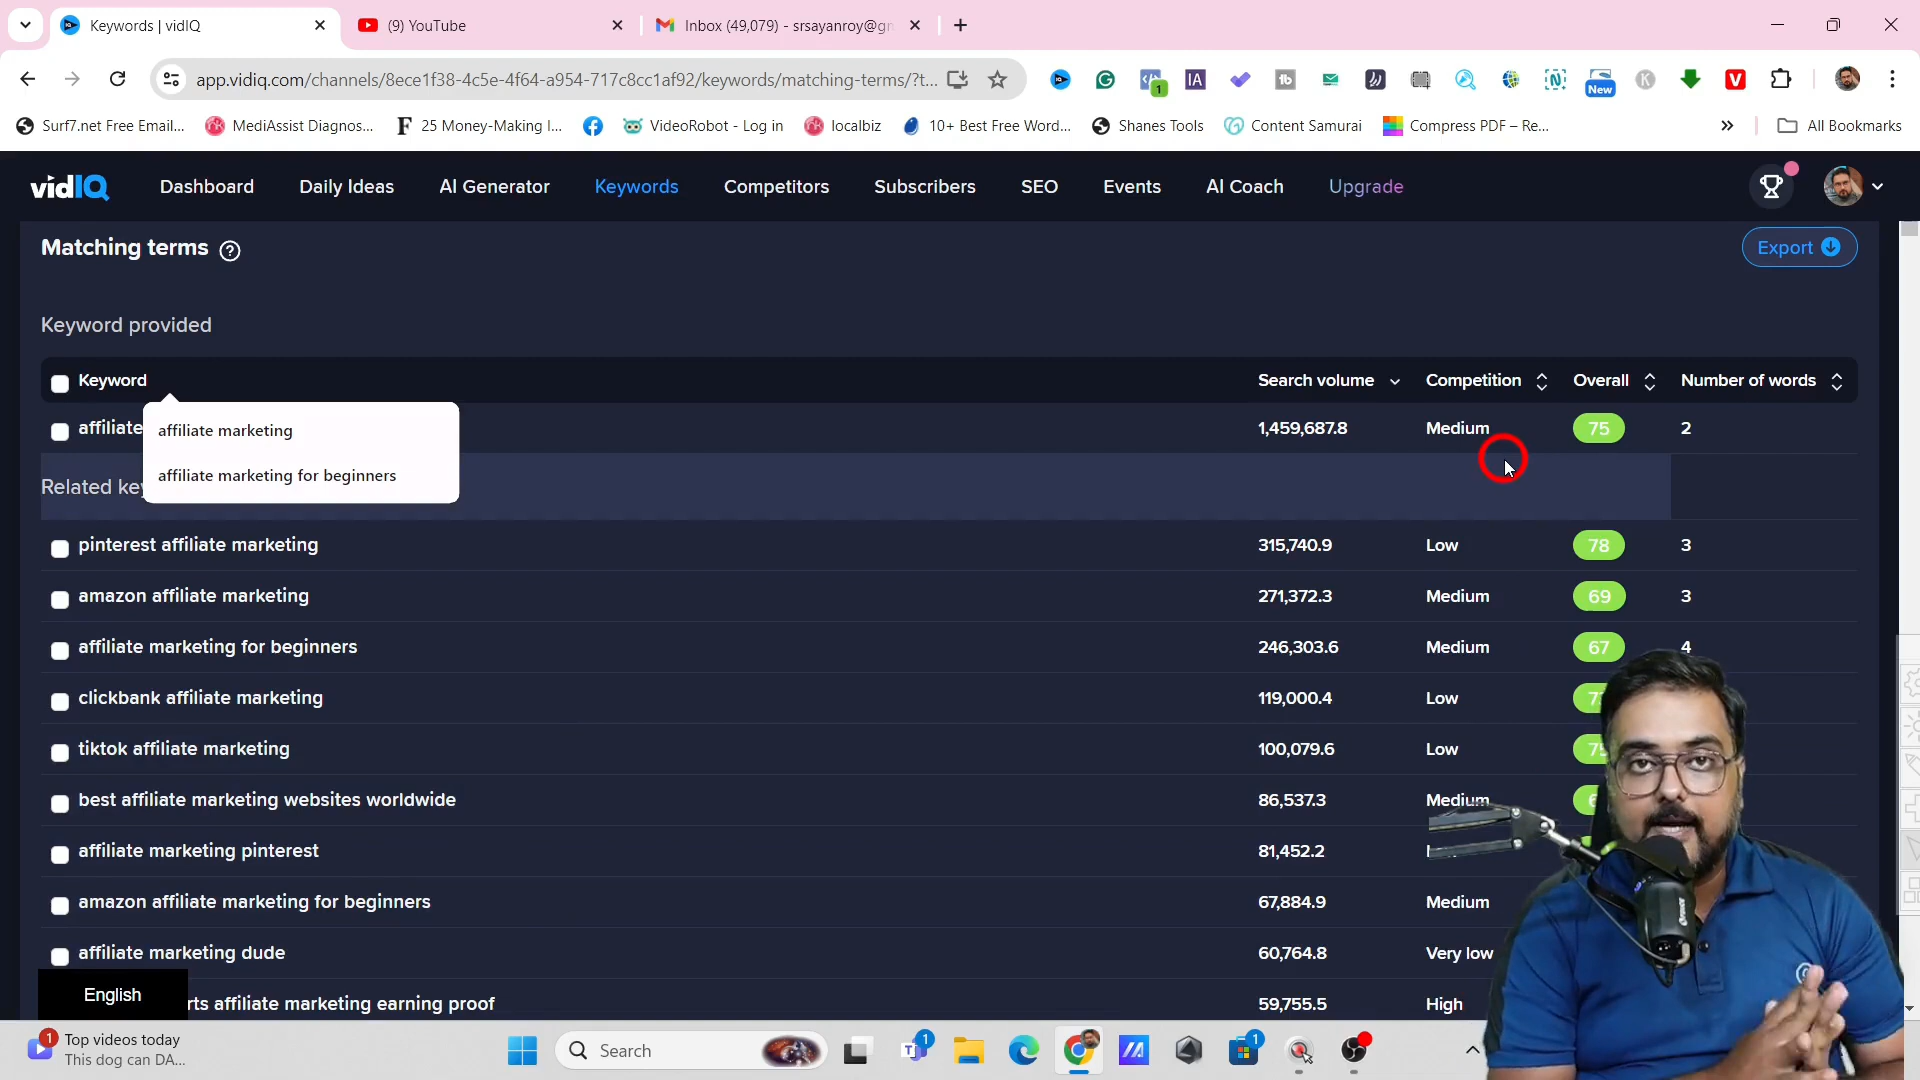 Keywords | vidIQ
(9) YouTube
Inbox (49,079) - srsayanroy@gm
app.vidiq.com/channels/8ece1f38-4c5e-4f64-a954-717c8cc1af92/keywords/matching-terms/?t...
IA
1
tb
New
K
V
Surf7.net Free Email...
MediAssist Diagnos...
25 Money-Making I...
VideoRobot - Log in
localbiz
10+ Best Free Word...
Shanes Tools
Content Samurai
Compress PDF – Re...
All Bookmarks
vidIQ
Dashboard
Daily Ideas
AI Generator
Keywords
Competitors
Subscribers
SEO
Events
AI Coach
Upgrade
Matching terms
Export
Keyword provided
Keyword Search volume Competition Overall Number of words
affiliate 1,459,687.8 Medium 75 2
affiliate marketing
affiliate marketing for beginners
Related
pinterest affiliate marketing 315,740.9 Low 78 3
amazon affiliate marketing 271,372.3 Medium 69 3
affiliate marketing for beginners 246,303.6 Medium 67 4
clickbank affiliate marketing 119,000.4 Low
tiktok affiliate marketing 100,079.6 Low
best affiliate marketing websites worldwide 86,537.3 Medium
affiliate marketing pinterest 81,452.2
amazon affiliate marketing for beginners 67,884.9 Medium
affiliate marketing dude 60,764.8 Very low
English
rts affiliate marketing earning proof 59,755.5 High
1
Top videos today
This dog can DA...
Search
1
1